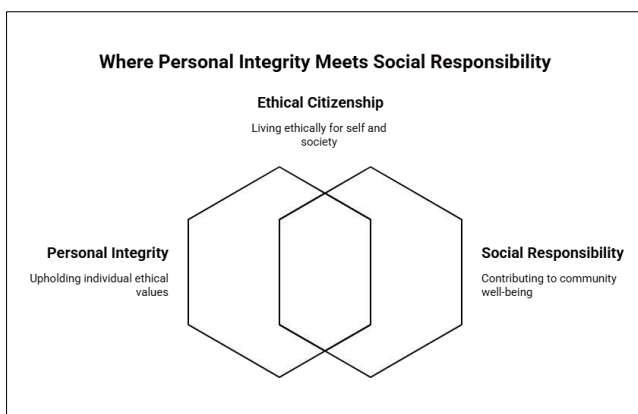 Where Personal Integrity Meets Social Responsibility
Ethical Citizenship
Living ethically for self and
society
Personal Integrity
Upholding individual ethical
values
Social Responsibility
Contributing to community
well-being